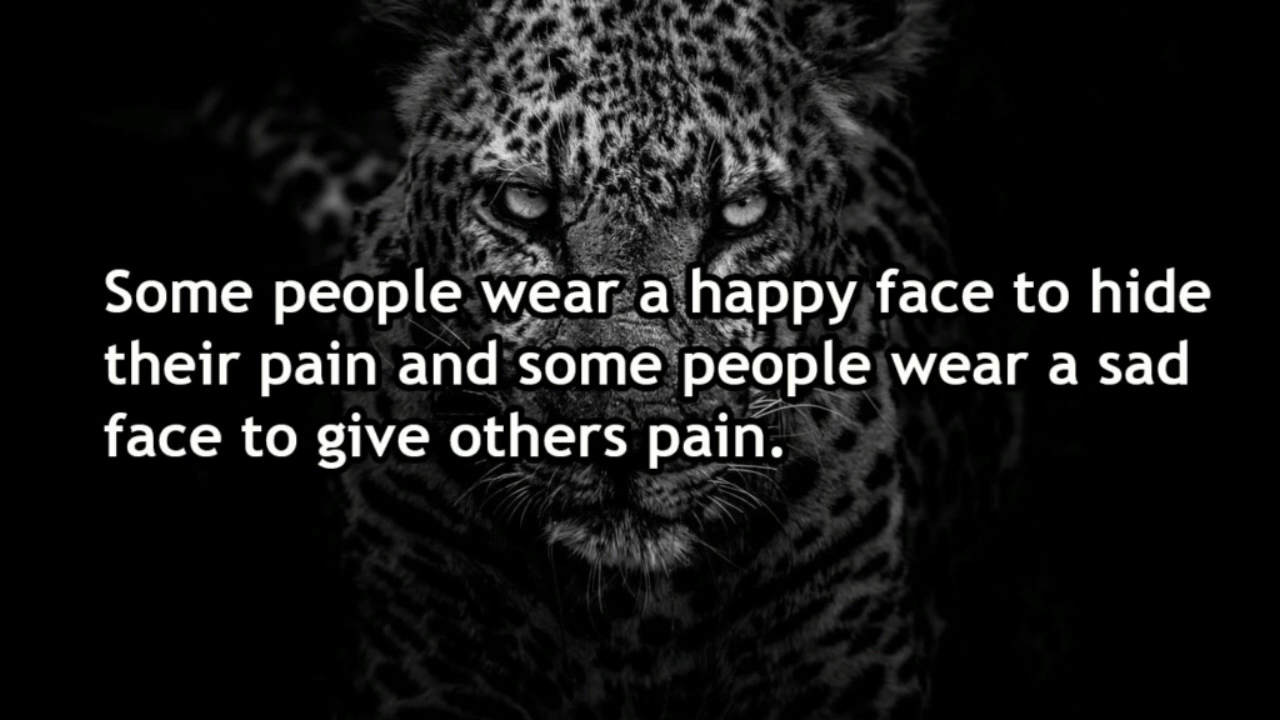 Some people wear a happy face to hide
their pain and some people wear a sad
face to give others pain.